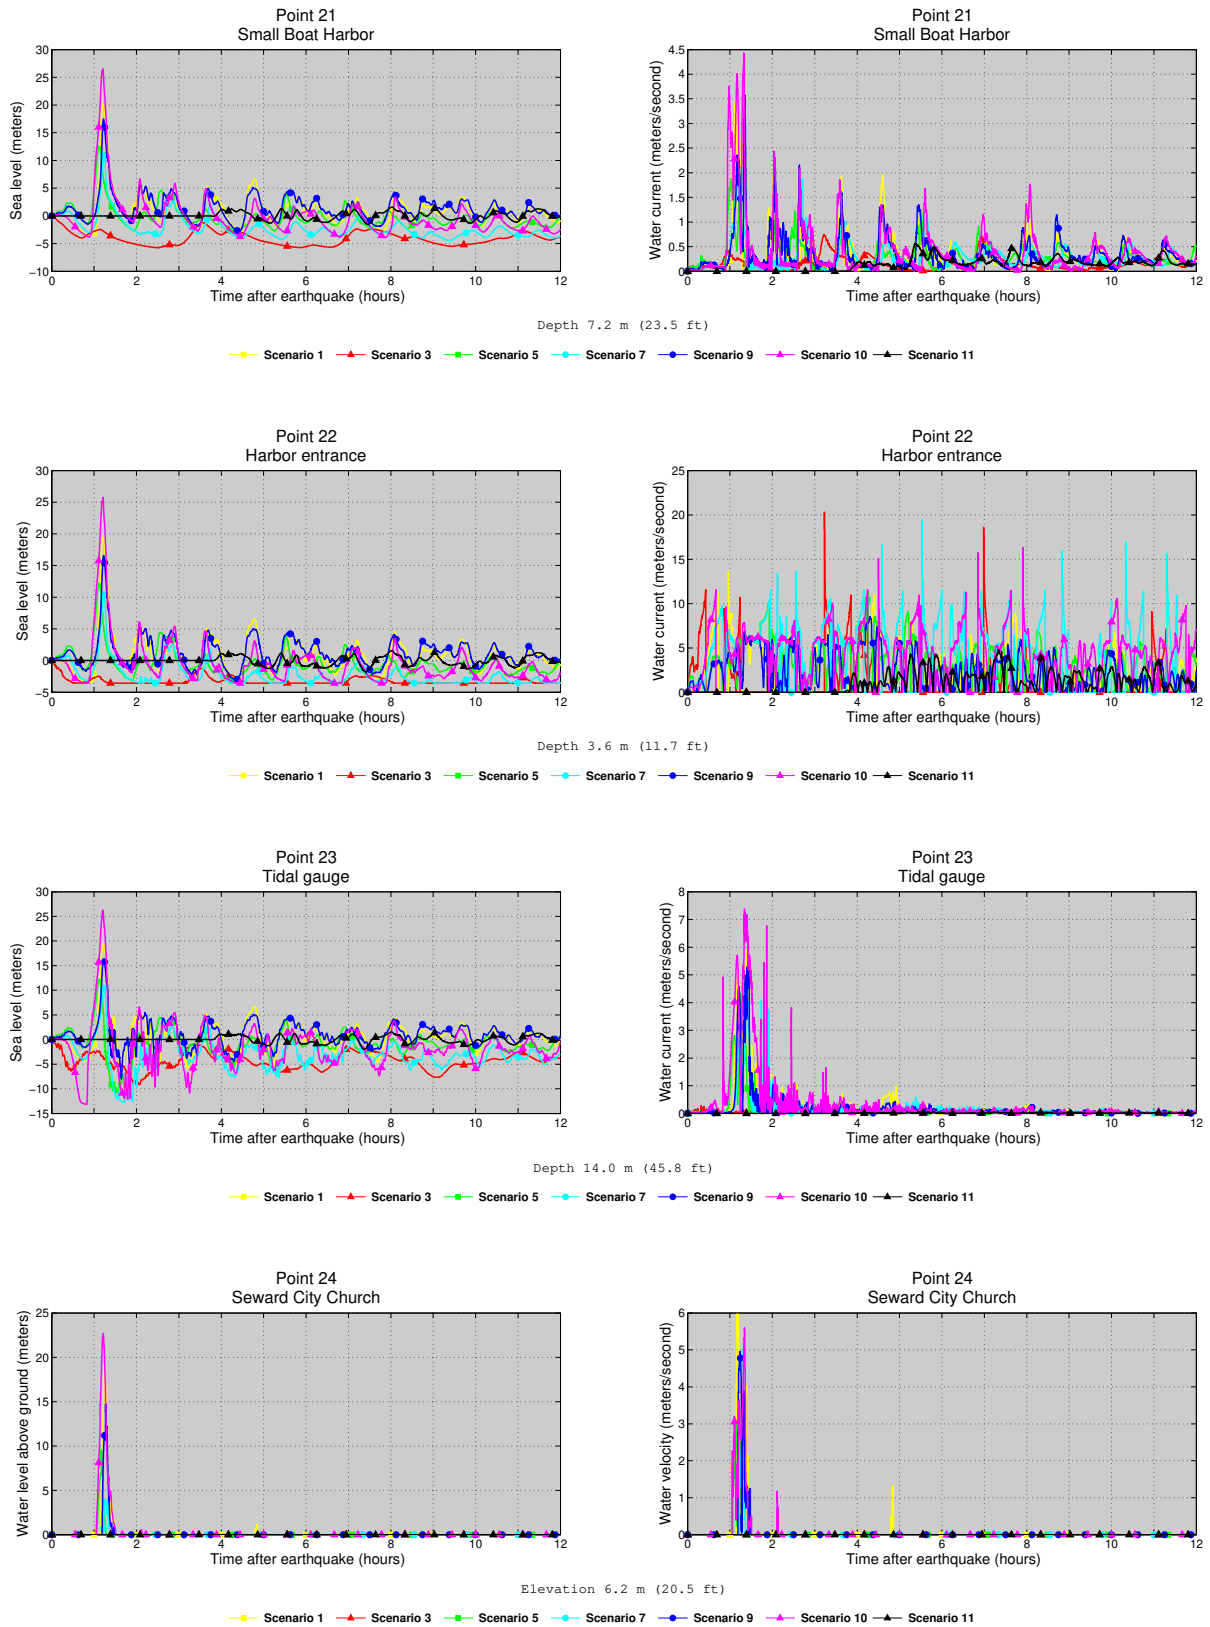 Point 21
Small Boat Harbor
Sea level (meters)
30
25
20
15
10
5
0
−5
−10
0 2 4 6 8 10 12
Time after earthquake (hours)
Point 21
Small Boat Harbor
Water current (meters/second)
4.5
4
3.5
3
2.5
2
1.5
1
0.5
0
0 2 4 6 8 10 12
Time after earthquake (hours)
Depth 7.2 m (23.5 ft)
Scenario 1 Scenario 3 Scenario 5 Scenario 7 Scenario 9 Scenario 10 Scenario 11
Point 22
Harbor entrance
Sea level (meters)
30
25
20
15
10
5
0
−5
0 2 4 6 8 10 12
Time after earthquake (hours)
Point 22
Harbor entrance
Water current (meters/second)
25
20
15
10
5
0
0 2 4 6 8 10 12
Time after earthquake (hours)
Depth 3.6 m (11.7 ft)
Scenario 1 Scenario 3 Scenario 5 Scenario 7 Scenario 9 Scenario 10 Scenario 11
Point 23
Tidal gauge
Sea level (meters)
30
25
20
15
10
5
0
−5
−10
−15
0 2 4 6 8 10 12
Time after earthquake (hours)
Point 23
Tidal gauge
Water current (meters/second)
8
7
6
5
4
3
2
1
0
0 2 4 6 8 10 12
Time after earthquake (hours)
Depth 14.0 m (45.8 ft)
Scenario 1 Scenario 3 Scenario 5 Scenario 7 Scenario 9 Scenario 10 Scenario 11
Point 24
Seward City Church
Water level above ground (meters)
25
20
15
10
5
0
0 2 4 6 8 10 12
Time after earthquake (hours)
Point 24
Seward City Church
Water velocity (meters/second)
6
5
4
3
2
1
0
0 2 4 6 8 10 12
Time after earthquake (hours)
Elevation 6.2 m (20.5 ft)
Scenario 1 Scenario 3 Scenario 5 Scenario 7 Scenario 9 Scenario 10 Scenario 11